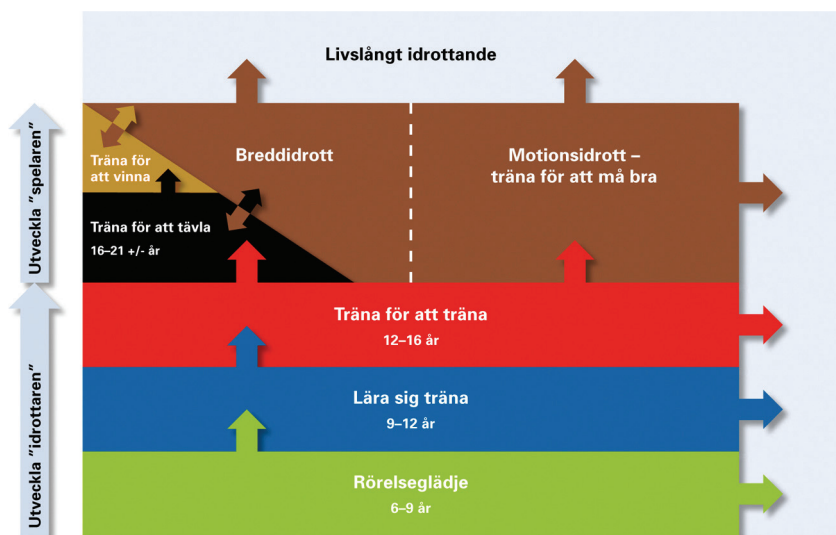 Livslångt idrottande
Utveckla "spelaren"
Träna för
att vinna
Breddidrott
Motionsidrott –
träna för att må bra
Träna för att tävla
16–21 +/- år
Utveckla "idrottaren"
Träna för att träna
12–16 år
Lära sig träna
9–12 år
Rörelseglädje
6–9 år